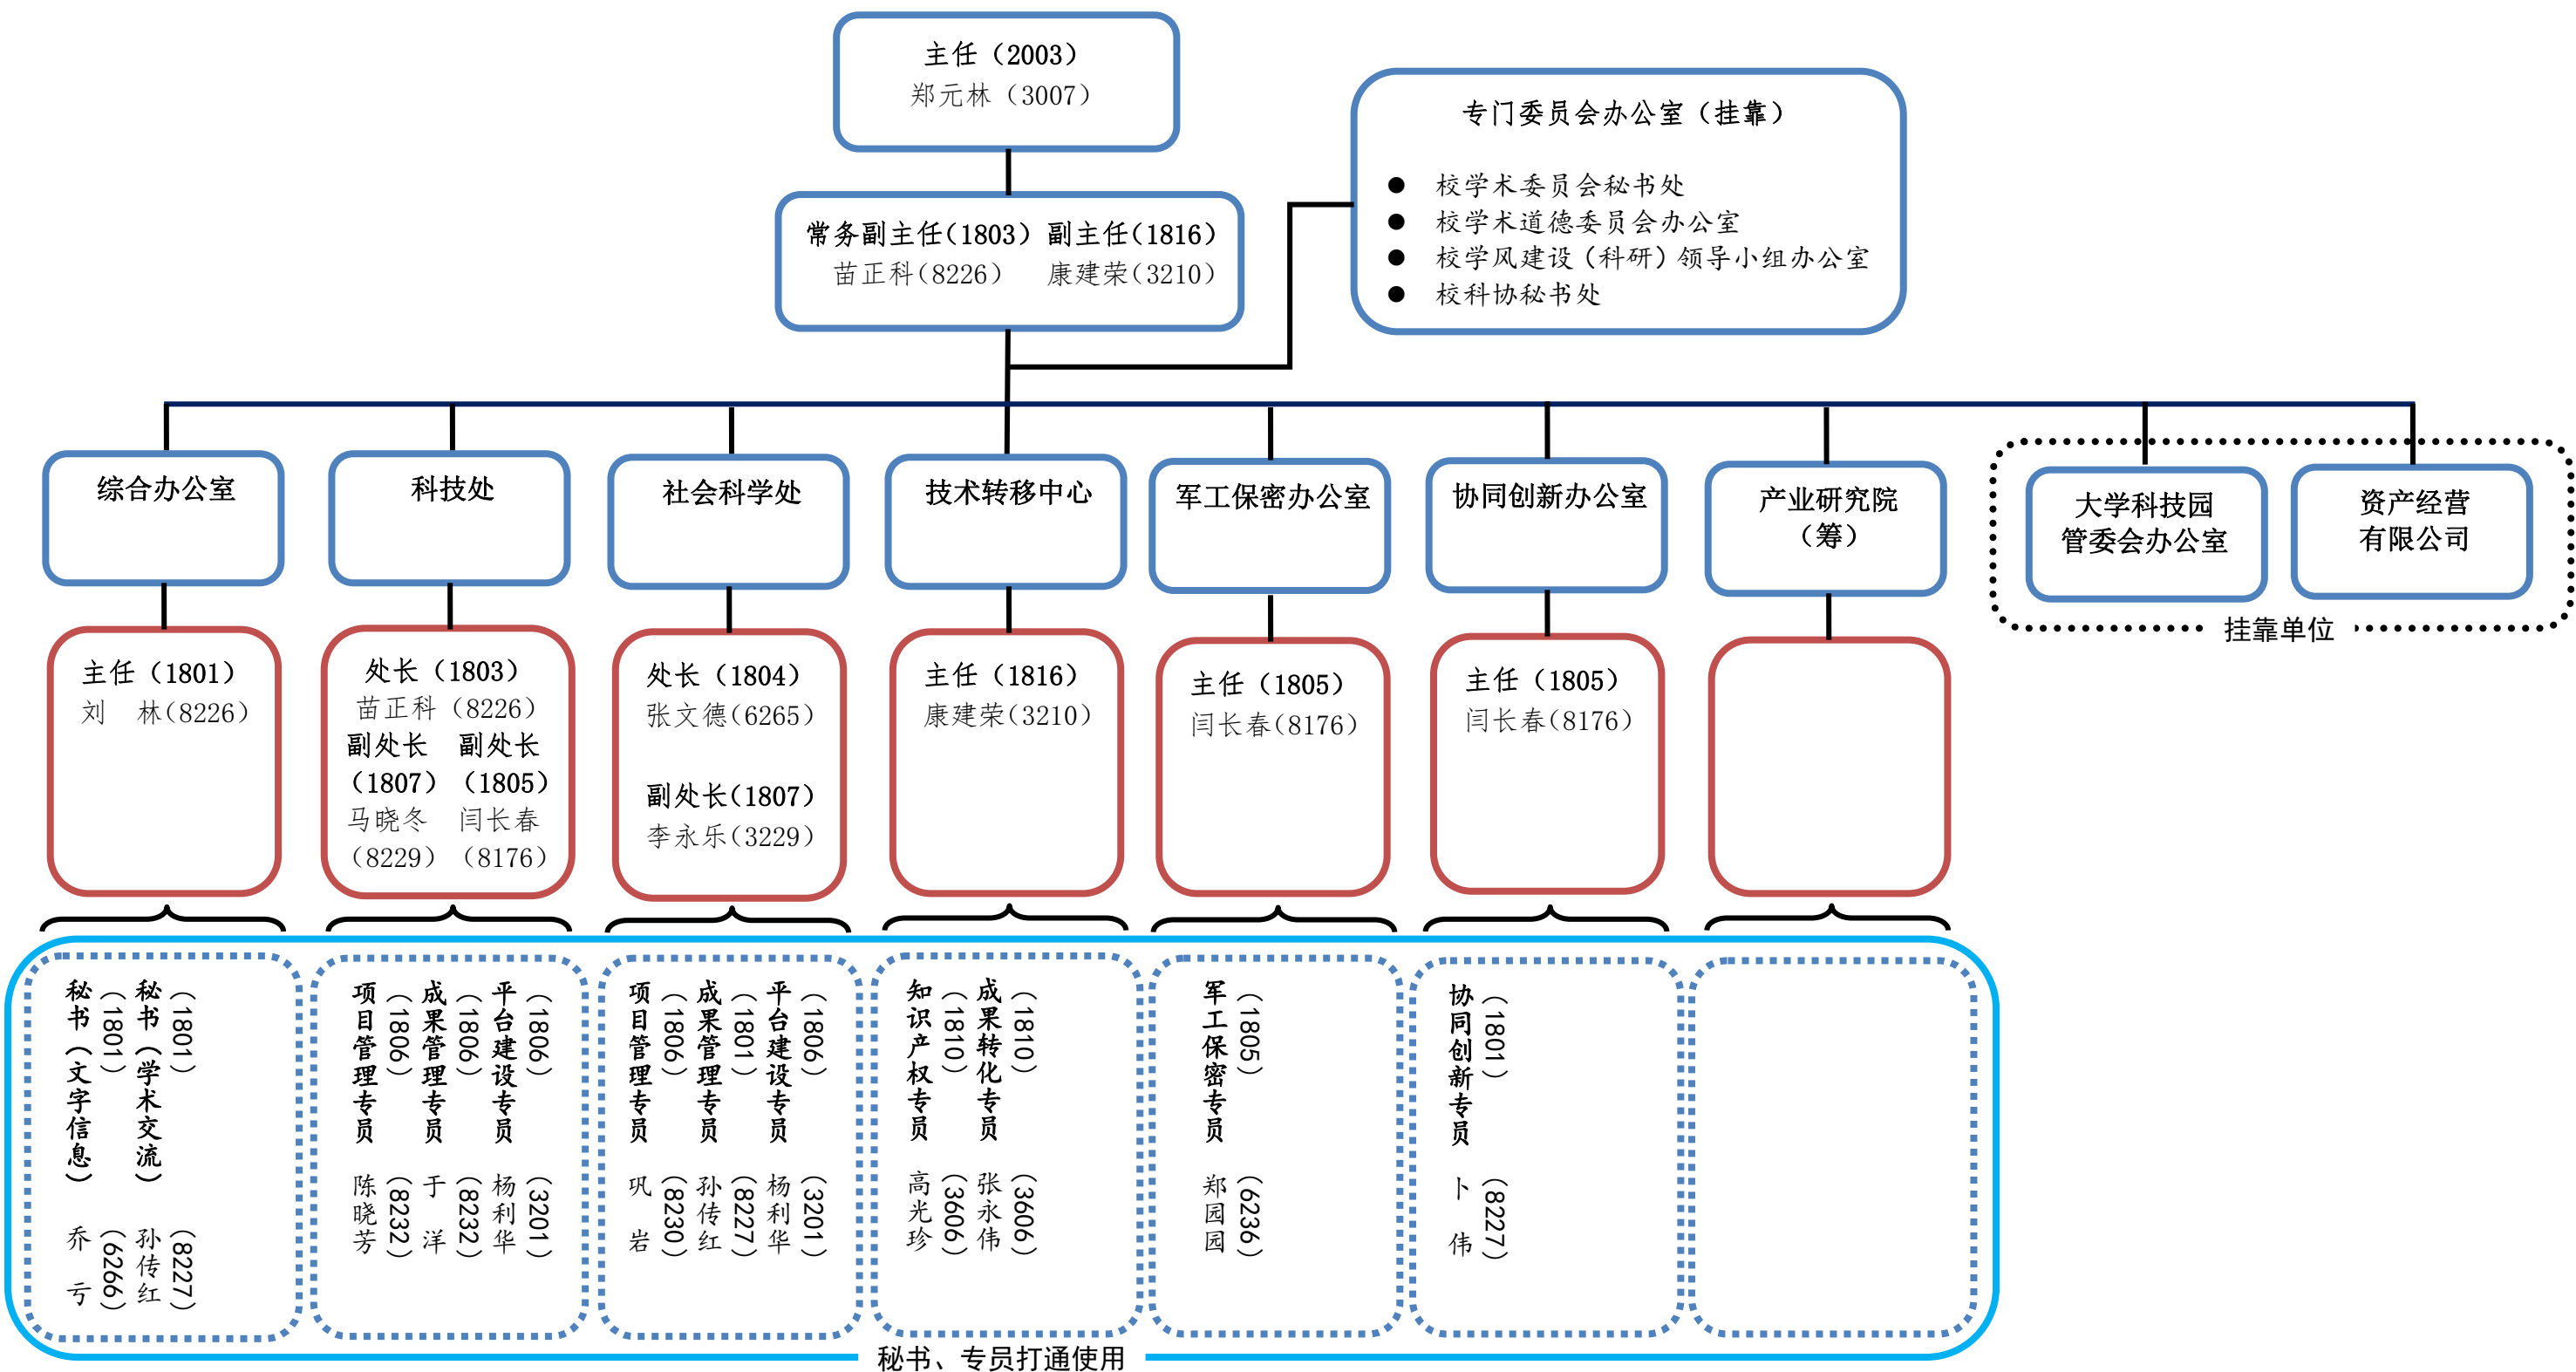 主任（2003）
郑元林（3007）
专门委员会办公室（挂靠）
● 校学术委员会秘书处
● 校学术道德委员会办公室
● 校学风建设（科研）领导小组办公室
● 校科协秘书处
常务副主任(1803) 副主任(1816)
苗正科(8226) 康建荣(3210)
综合办公室
科技处
社会科学处
技术转移中心
军工保密办公室
协同创新办公室
产业研究院
（筹）
大学科技园
管委会办公室
资产经营
有限公司
挂靠单位
主任（1801）
刘 林(8226)
处长（1803）
苗正科（8226）
副处长 副处长
（1807）（1805）
马晓冬 闫长春
（8229）（8176）
处长（1804）
张文德(6265)
副处长(1807)
李永乐(3229)
主任（1816）
康建荣(3210)
主任（1805）
闫长春(8176)
主任（1805）
闫长春(8176)
秘书（文字信息） 乔 亏
（1801） (6266)
秘书（学术交流） 孙传红
（1801） (8227)
项目管理专员 陈晓芳
（1806） (8232)
成果管理专员 于 洋
（1806） (8232)
平台建设专员 杨利华
（1806） (3201)
项目管理专员 巩 岩
（1806） (8230)
成果管理专员 孙传红
（1801） (8227)
平台建设专员 杨利华
（1806） (3201)
知识产权专员 高光珍
（1810） (3606)
成果转化专员 张永伟
（1810） (3606)
军工保密专员 郑园园
（1805） (6236)
协同创新专员 卜 伟
（1801） (8227)
秘书、专员打通使用